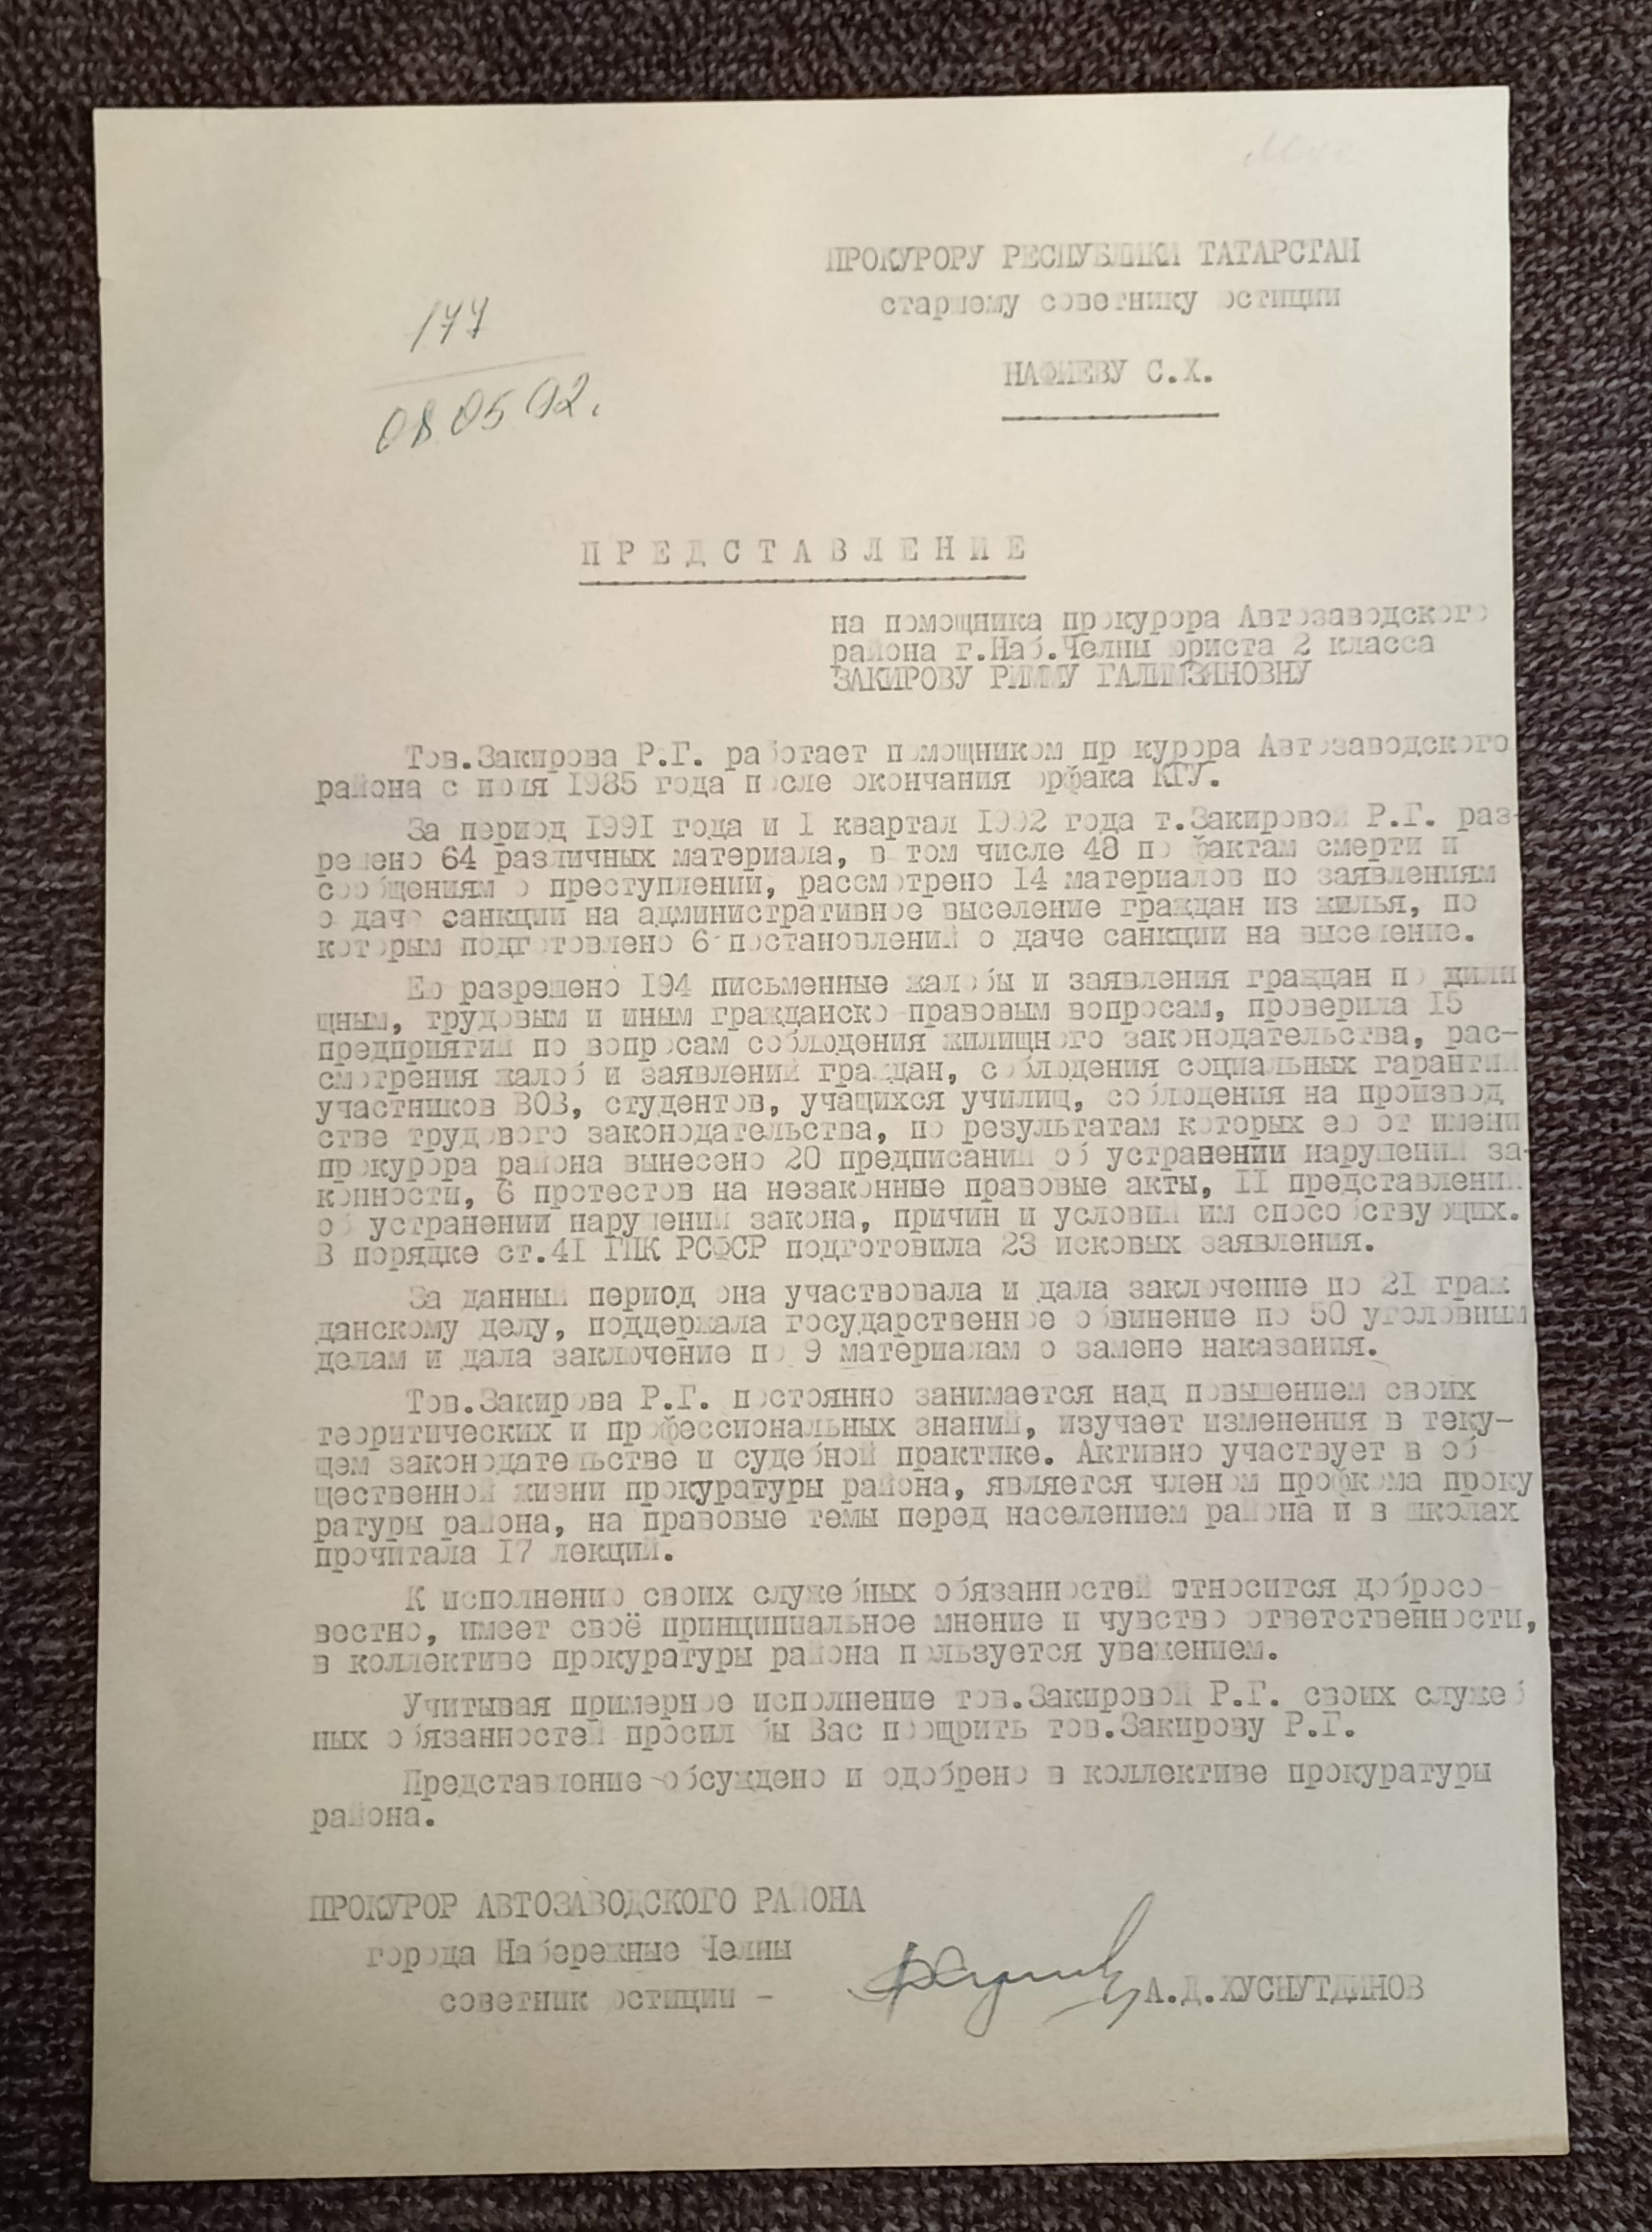 ПРОКУРОРУ РЕСПУБЛИКИ ТАТАРСТАН
старшему советнику юстиции
НАФИЕВУ С.Х.
177
08.05.92.
ПРЕДСТАВЛЕНИЕ
на помощника прокурора Автозаводского
района г.Наб.Челны юриста 2 класса
ЗАКИРОВУ РИММУ ГАЛИМЗЯНОВНУ
Тов.Закирова Р.Г. работает помощником прокурора Автозаводского
района с июля 1985 года после окончания юрфака КГУ.
За период 1991 года и 1 квартал 1992 года т.Закировой Р.Г. раз-
решено 64 различных материала, в том числе 48 по фактам смерти и
сообщениям о преступлении, рассмотрено 14 материалов по заявлениям
о даче санкции на административное выселение граждан из жилья, по
которым подготовлено 6 постановлений о даче санкции на выселение.
Ею разрешено 194 письменные жалобы и заявления граждан по жили
щным, трудовым и иным гражданско-правовым вопросам, проверила 15
предприятий по вопросам соблюдения жилищного законодательства, рас-
смотрения жалоб и заявлений граждан, соблюдения социальных гарантий
участников ВОВ, студентов, учащихся училищ, соблюдения на производ
стве трудового законодательства, по результатам которых ею от имени
прокурора района вынесено 20 предписаний об устранении нарушений за-
конности, 6 протестов на незаконные правовые акты, 11 представлений
об устранении нарушений закона, причин и условий им способствующих.
В порядке ст.41 ГПК РСФСР подготовила 23 исковых заявления.
За данный период она участвовала и дала заключение по 21 граж
данскому делу, поддержала государственное обвинение по 50 уголовным
делам и дала заключение по 9 материалам о замене наказания.
Тов.Закирова Р.Г. постоянно занимается над повышением своих
теоритических и профессиональных знаний, изучает изменения в теку-
щем законодательстве и судебной практике. Активно участвует в об
щественной жизни прокуратуры района, является членом профкома проку
ратуры района, на правовые темы перед населением района и в школах
прочитала 17 лекций.
К исполнению своих служебных обязанностей относится добросо
вестно, имеет своё принципиальное мнение и чувство ответственности,
в коллективе прокуратуры района пользуется уважением.
Учитывая примерное исполнение тов.Закировой Р.Г. своих служеб
ных обязанностей просил бы Вас поощрить тов.Закирову Р.Г.
Представление обсуждено и одобрено в коллективе прокуратуры
района.
ПРОКУРОР АВТОЗАВОДСКОГО РАЙОНА
города Набережные Челны
советник юстиции - А.Д.ХУСНУТДИНОВ